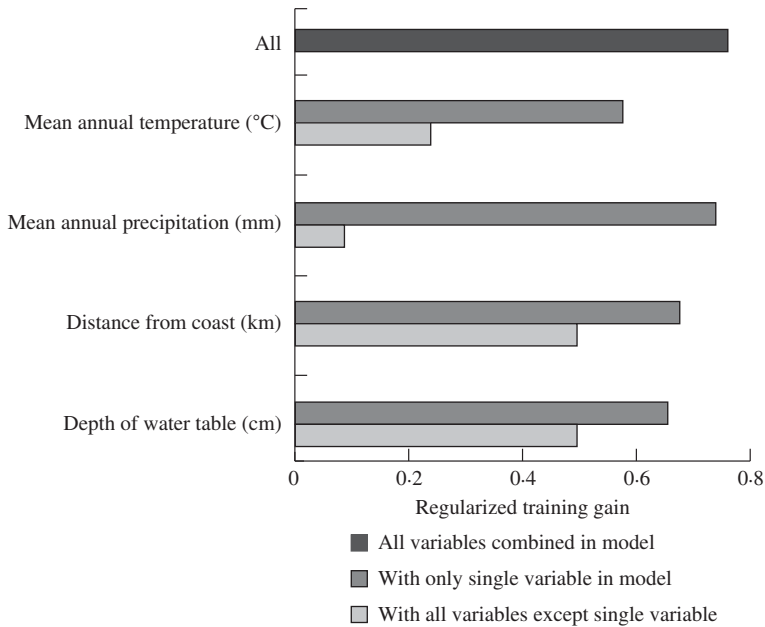 All
Mean annual temperature (°C)
Mean annual precipitation (mm)
Distance from coast (km)
Depth of water table (cm)
0 0·2 0·4 0·6 0·8
Regularized training gain
All variables combined in model
With only single variable in model
With all variables except single variable